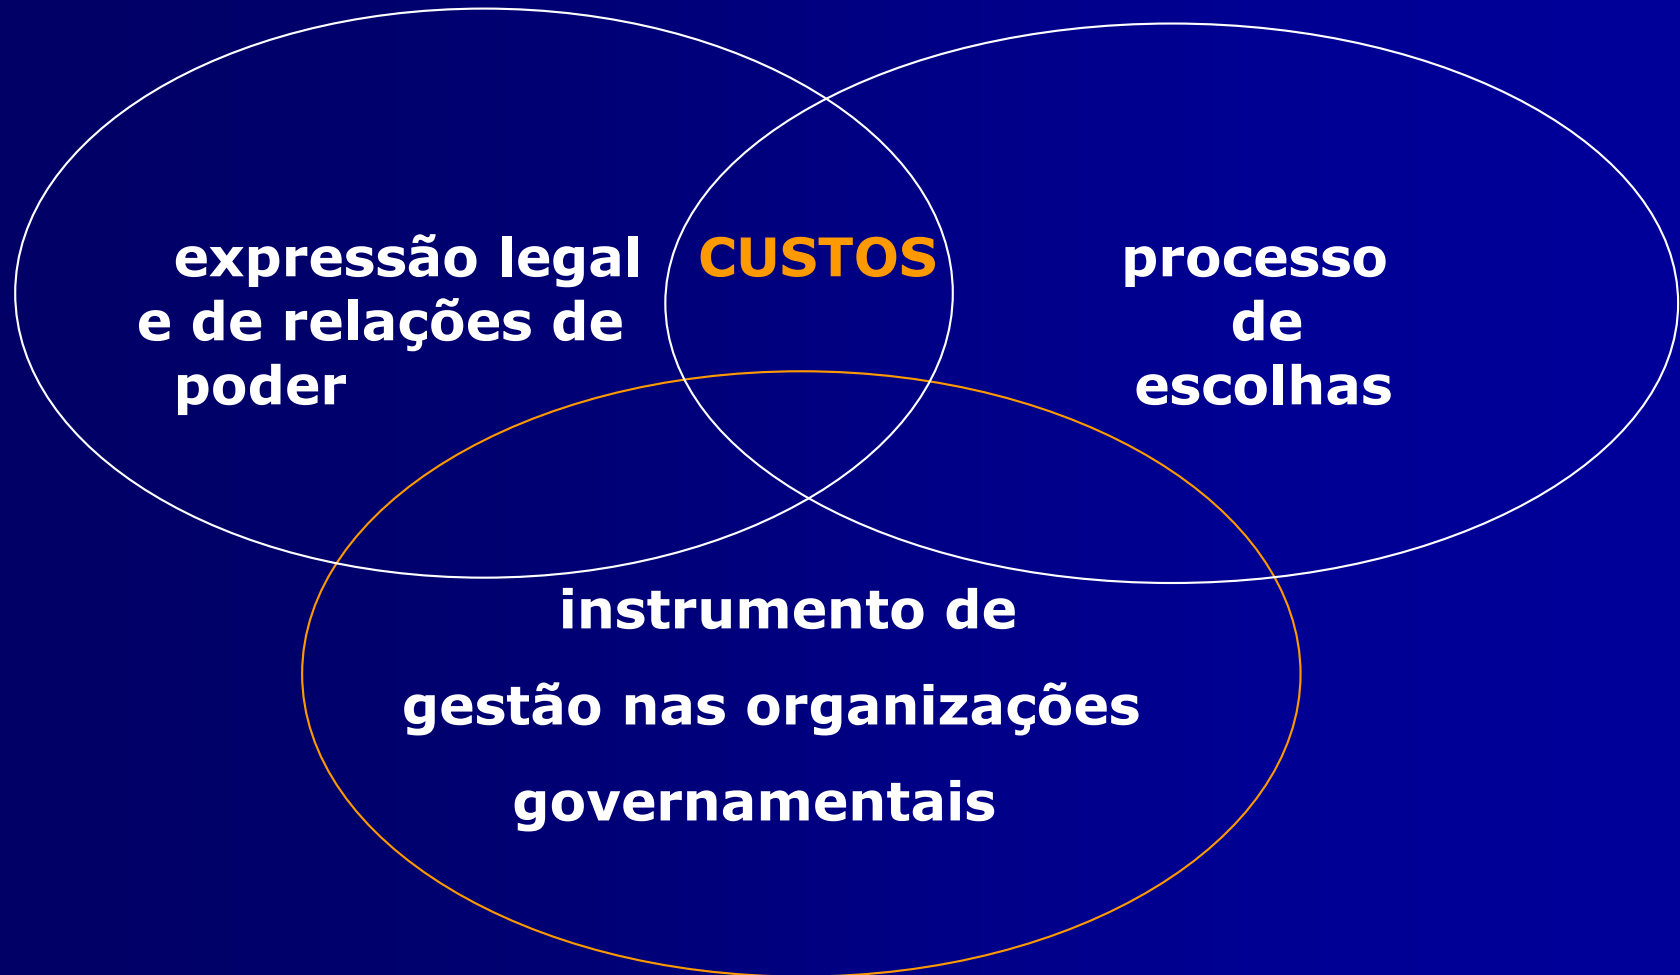 expressão legal
e de relações de
poder
CUSTOS
processo
de
escolhas
instrumento de
gestão nas organizações
governamentais